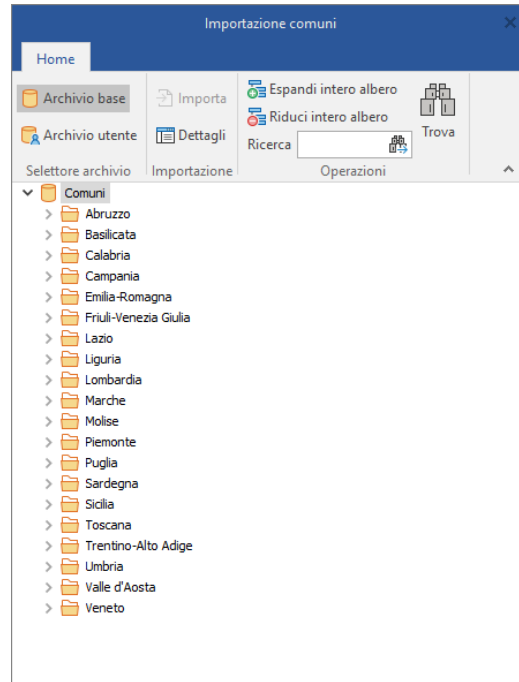 Importazione comuni
Home
Archivio base
Archivio utente
Selettore archivio
Importa
Dettagli
Importazione
Espandi intero albero
Riduci intero albero
Ricerca
Trova
Operazioni
Comuni
Abruzzo
Basilicata
Calabria
Campania
Emilia-Romagna
Friuli-Venezia Giulia
Lazio
Liguria
Lombardia
Marche
Molise
Piemonte
Puglia
Sardegna
Sicilia
Toscana
Trentino-Alto Adige
Umbria
Valle d'Aosta
Veneto